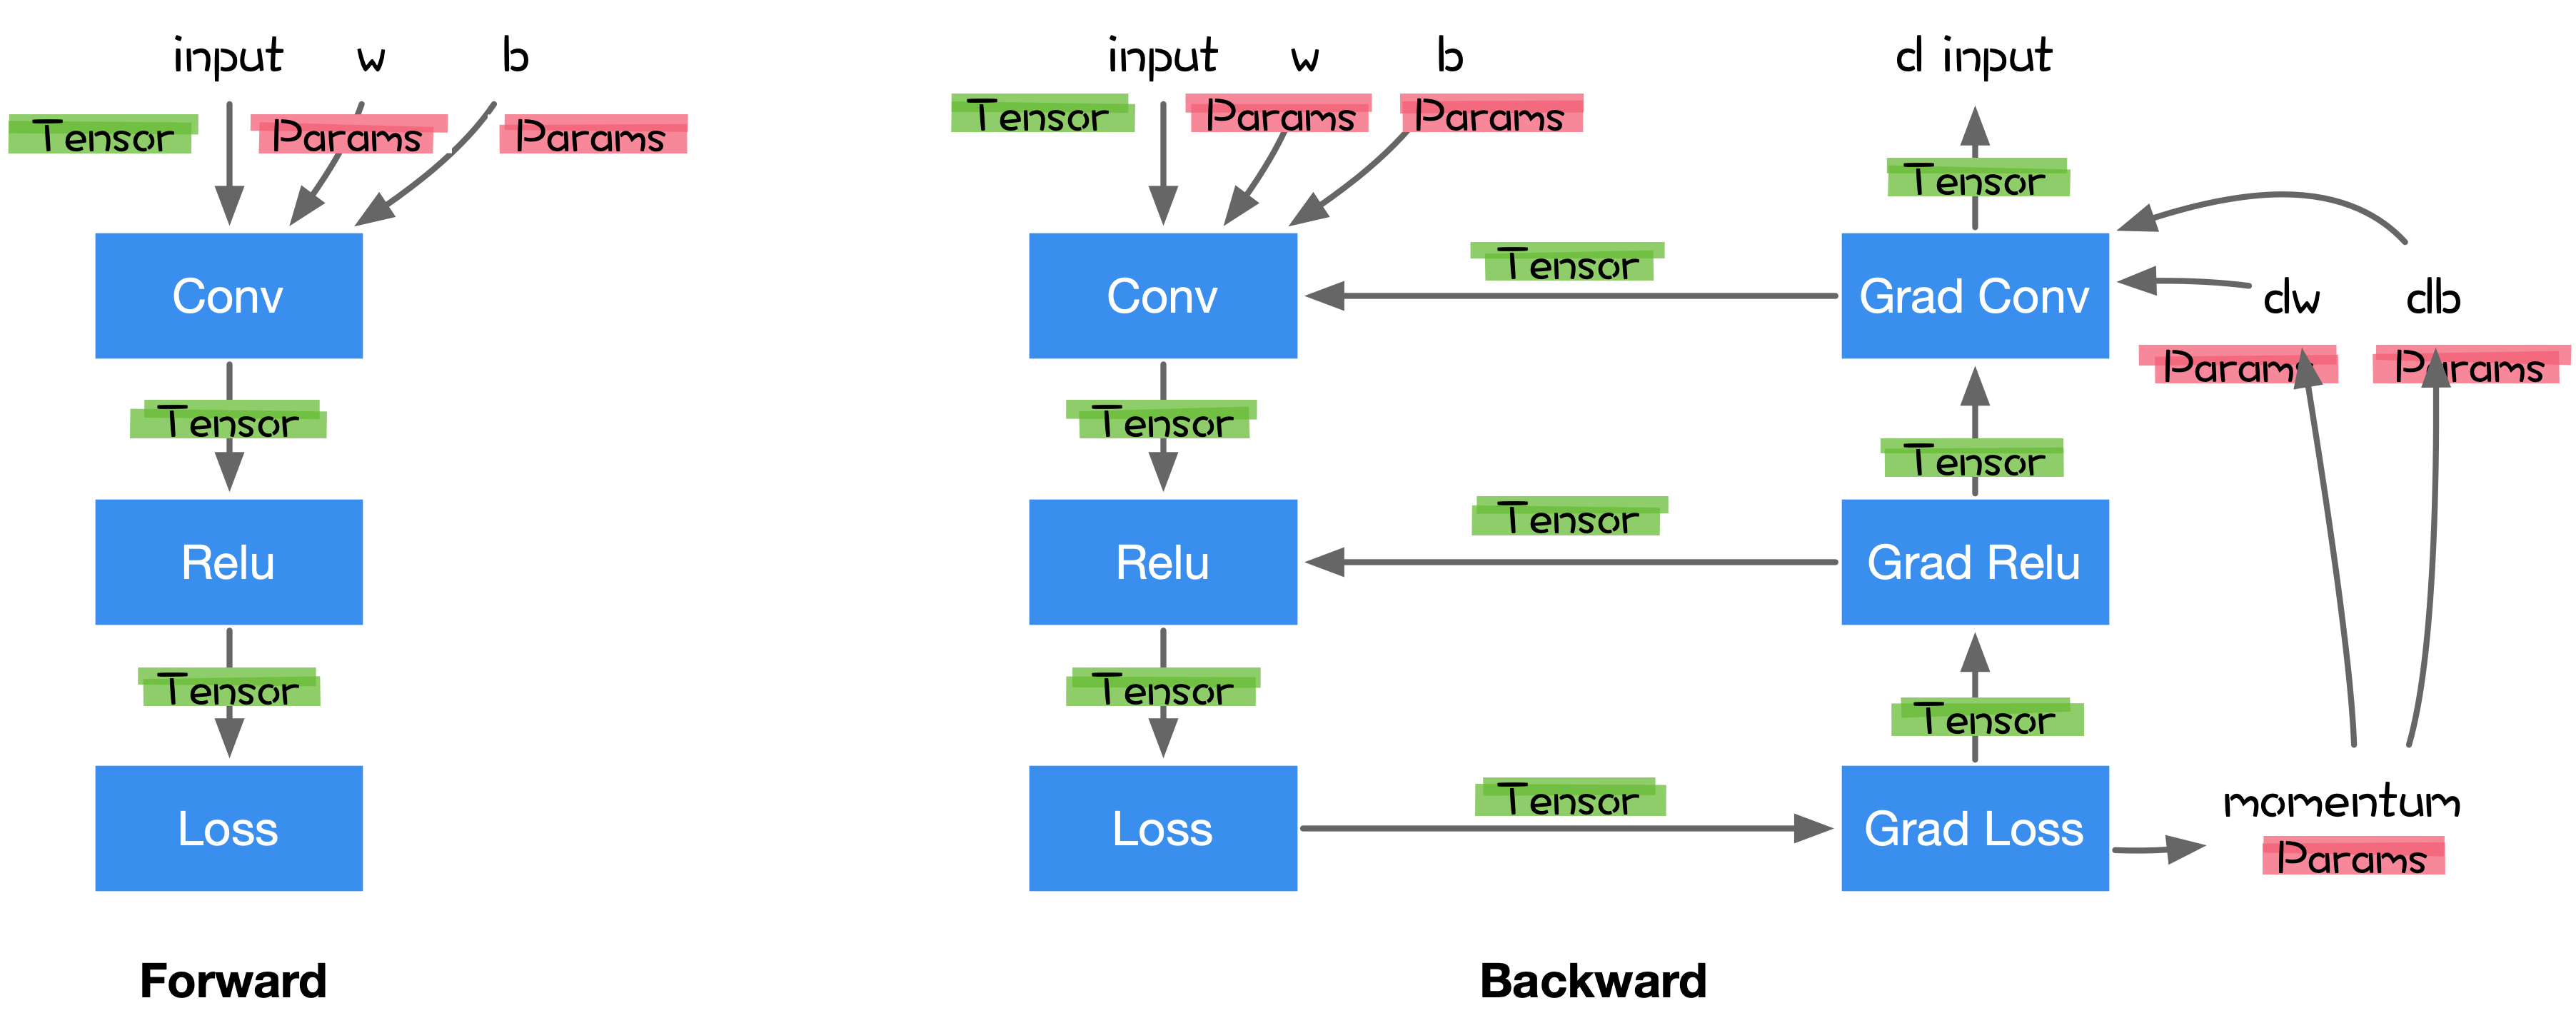 input w b
Tensor Params Params
Conv
Tensor
Relu
Tensor
Loss
Forward
input w b d input
Tensor Params Params
Tensor
Tensor
Conv Grad Conv
dw db
Params Params
Tensor Tensor
Tensor
Relu Grad Relu
Tensor Tensor
Tensor
Loss Grad Loss
momentum
Params
Backward